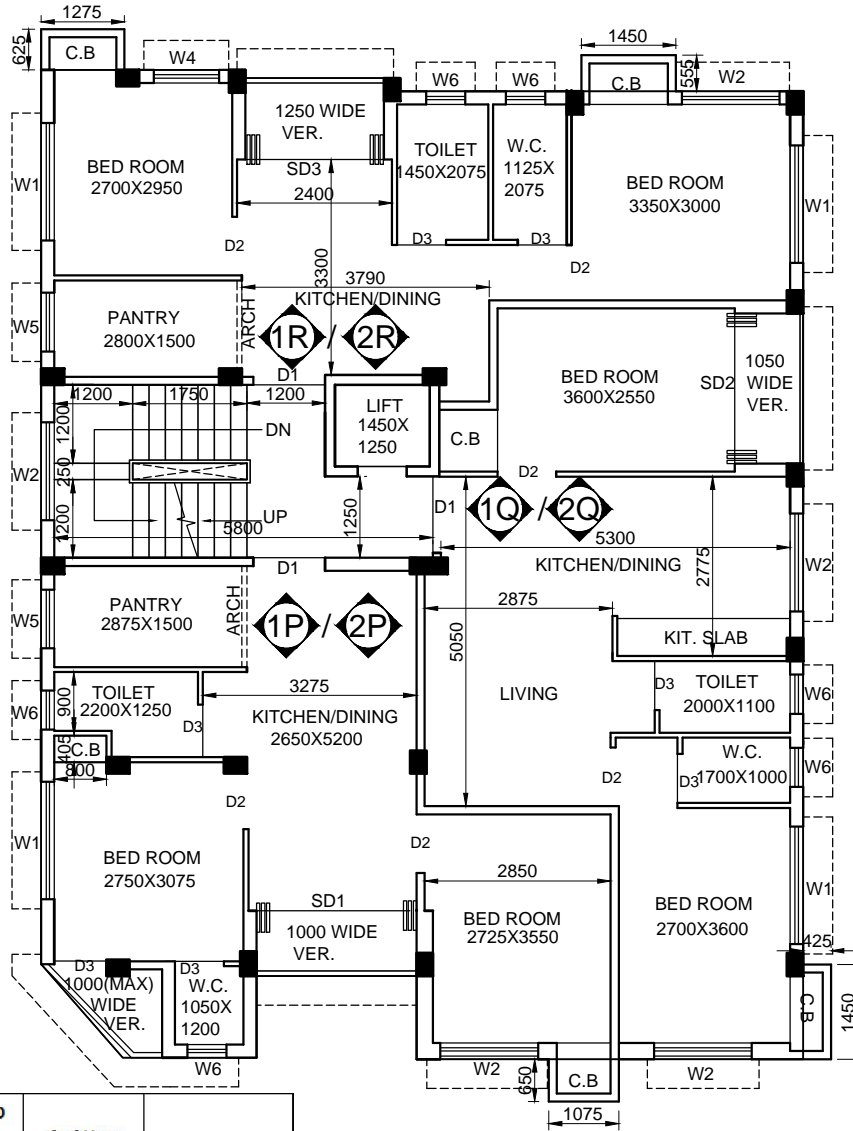 1275
625
C.B
W4
1450
555
C.B
W2
W6
W6
1250 WIDE
VER.
SD3
2400
TOILET
1450X2075
W.C.
1125X
2075
BED ROOM
2700X2950
BED ROOM
3350X3000
W1
W1
D2
D3
D3
D2
3300
3790
KITCHEN/DINING
ARCH
PANTRY
2800X1500
W5
1R / 2R
D1
BED ROOM
3600X2550
SD2
1050
WIDE
VER.
LIFT
1450X
1250
C.B
1200
1750
1200
1200
250
1200
DN
UP
5800
W2
1250
D1
D2
1Q / 2Q
5300
KITCHEN/DINING
2775
W2
D1
PANTRY
2875X1500
ARCH
W5
1P / 2P
2875
5050
KIT. SLAB
LIVING
TOILET
2200X1250
900
W6
D3
3275
KITCHEN/DINING
2650X5200
D3
TOILET
2000X1100
W6
C.B
405
800
D2
D3
W.C.
1700X1000
W6
W1
D2
BED ROOM
2750X3075
D2
2850
BED ROOM
2725X3550
BED ROOM
2700X3600
W1
425
SD1
1000 WIDE
VER.
D3
1000(MAX)
WIDE
VER.
D3
W.C.
1050X
1200
W6
C.B
1450
W2
W2
650
C.B
1075